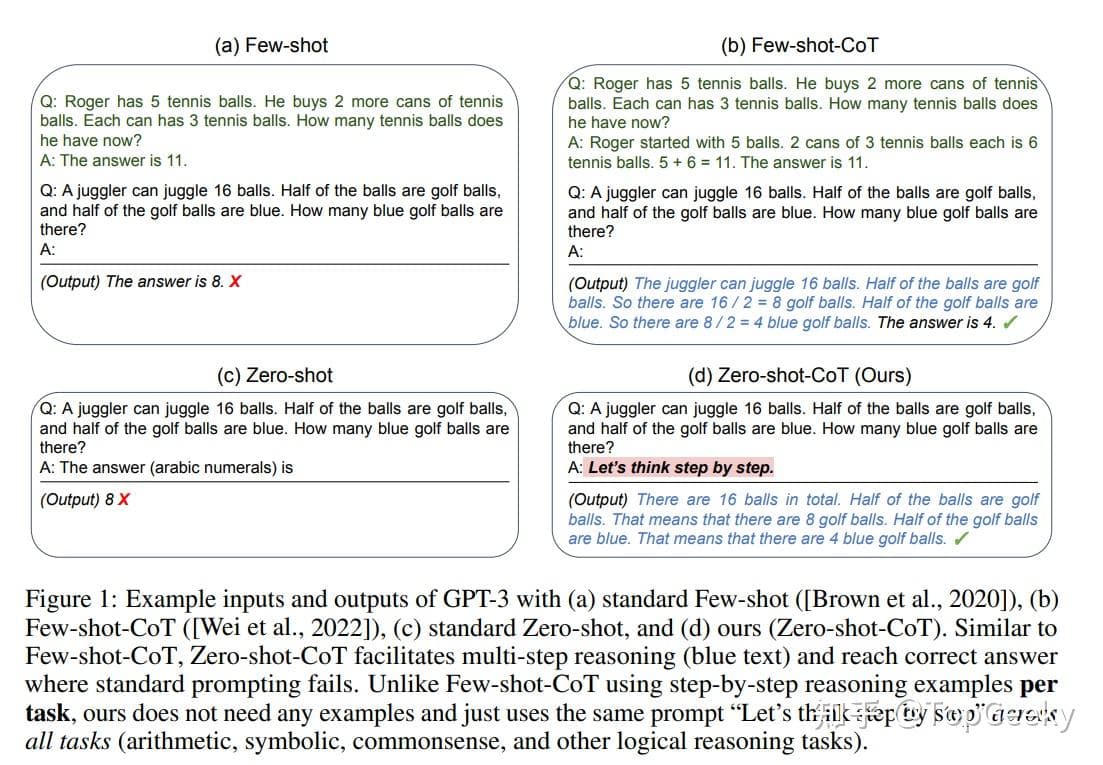 (a) Few-shot
Q: Roger has 5 tennis balls. He buys 2 more cans of tennis
balls. Each can has 3 tennis balls. How many tennis balls does
he have now?
A: The answer is 11.
Q: A juggler can juggle 16 balls. Half of the balls are golf balls,
and half of the golf balls are blue. How many blue golf balls are
there?
A:
(Output) The answer is 8. ✗
(b) Few-shot-CoT
Q: Roger has 5 tennis balls. He buys 2 more cans of tennis
balls. Each can has 3 tennis balls. How many tennis balls does
he have now?
A: Roger started with 5 balls. 2 cans of 3 tennis balls each is 6
tennis balls. 5 + 6 = 11. The answer is 11.
Q: A juggler can juggle 16 balls. Half of the balls are golf balls,
and half of the golf balls are blue. How many blue golf balls are
there?
A:
(Output) The juggler can juggle 16 balls. Half of the balls are golf
balls. So there are 16 / 2 = 8 golf balls. Half of the golf balls are
blue. So there are 8 / 2 = 4 blue golf balls. The answer is 4. ✓
(c) Zero-shot
Q: A juggler can juggle 16 balls. Half of the balls are golf balls,
and half of the golf balls are blue. How many blue golf balls are
there?
A: The answer (arabic numerals) is
(Output) 8 ✗
(d) Zero-shot-CoT (Ours)
Q: A juggler can juggle 16 balls. Half of the balls are golf balls,
and half of the golf balls are blue. How many blue golf balls are
there?
A: Let's think step by step.
(Output) There are 16 balls in total. Half of the balls are golf
balls. That means that there are 8 golf balls. Half of the golf balls
are blue. That means that there are 4 blue golf balls. ✓
Figure 1: Example inputs and outputs of GPT-3 with (a) standard Few-shot ([Brown et al., 2020]), (b)
Few-shot-CoT ([Wei et al., 2022]), (c) standard Zero-shot, and (d) ours (Zero-shot-CoT). Similar to
Few-shot-CoT, Zero-shot-CoT facilitates multi-step reasoning (blue text) and reach correct answer
where standard prompting fails. Unlike Few-shot-CoT using step-by-step reasoning examples per
task, ours does not need any examples and just uses the same prompt “Let's think step by step” across
all tasks (arithmetic, symbolic, commonsense, and other logical reasoning tasks).
知乎 @TopGeeky